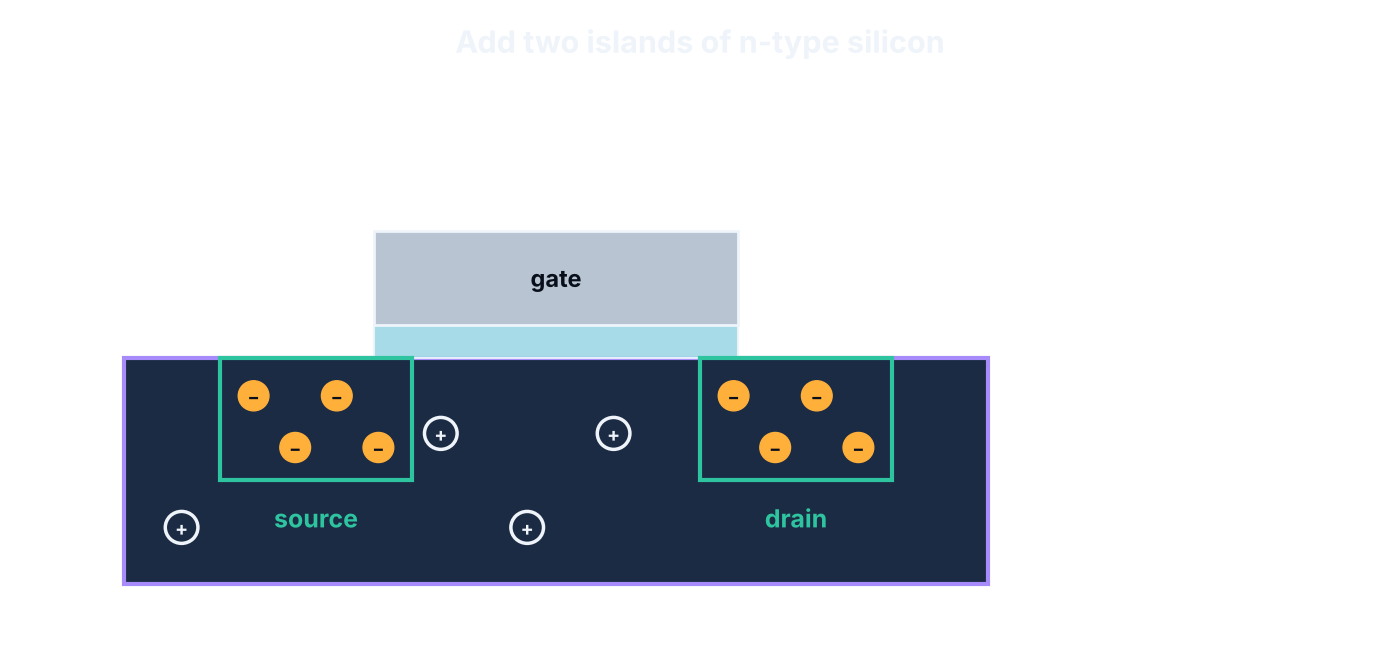 Add two islands of n-type silicon
gate
− −
+ +
− −
− −
− −
source
drain
+ +